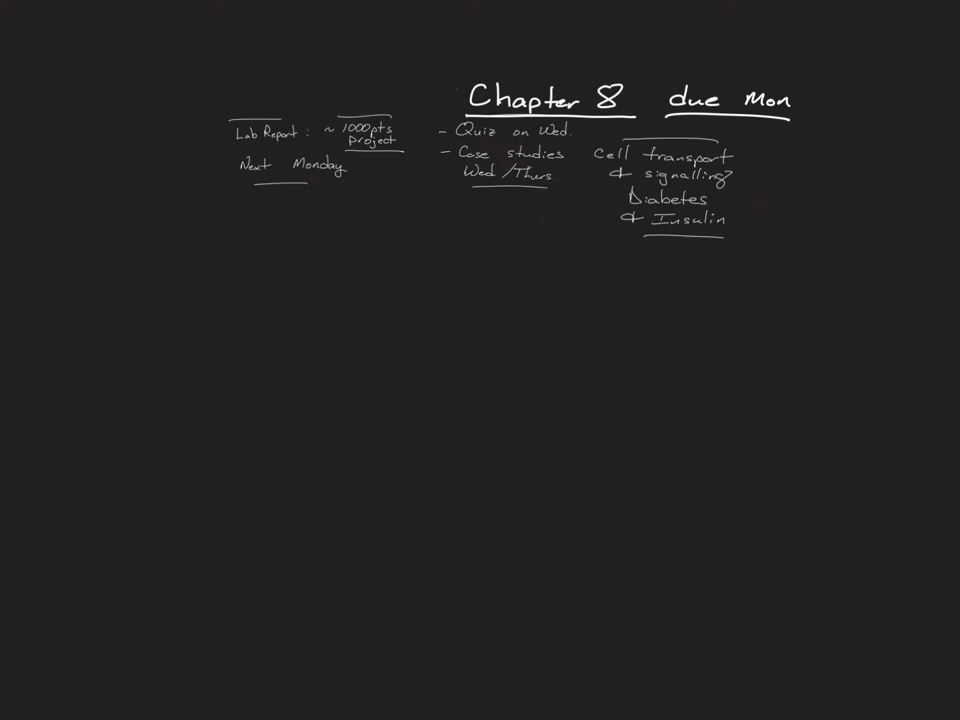 Chapter 8 due Mon
Lab Report : ~ 1000pts
Project
Next Monday
- Quiz on Wed.
- Case studies
Wed /Thurs.
Cell transport
& signalling?
Diabetes
& Insulin